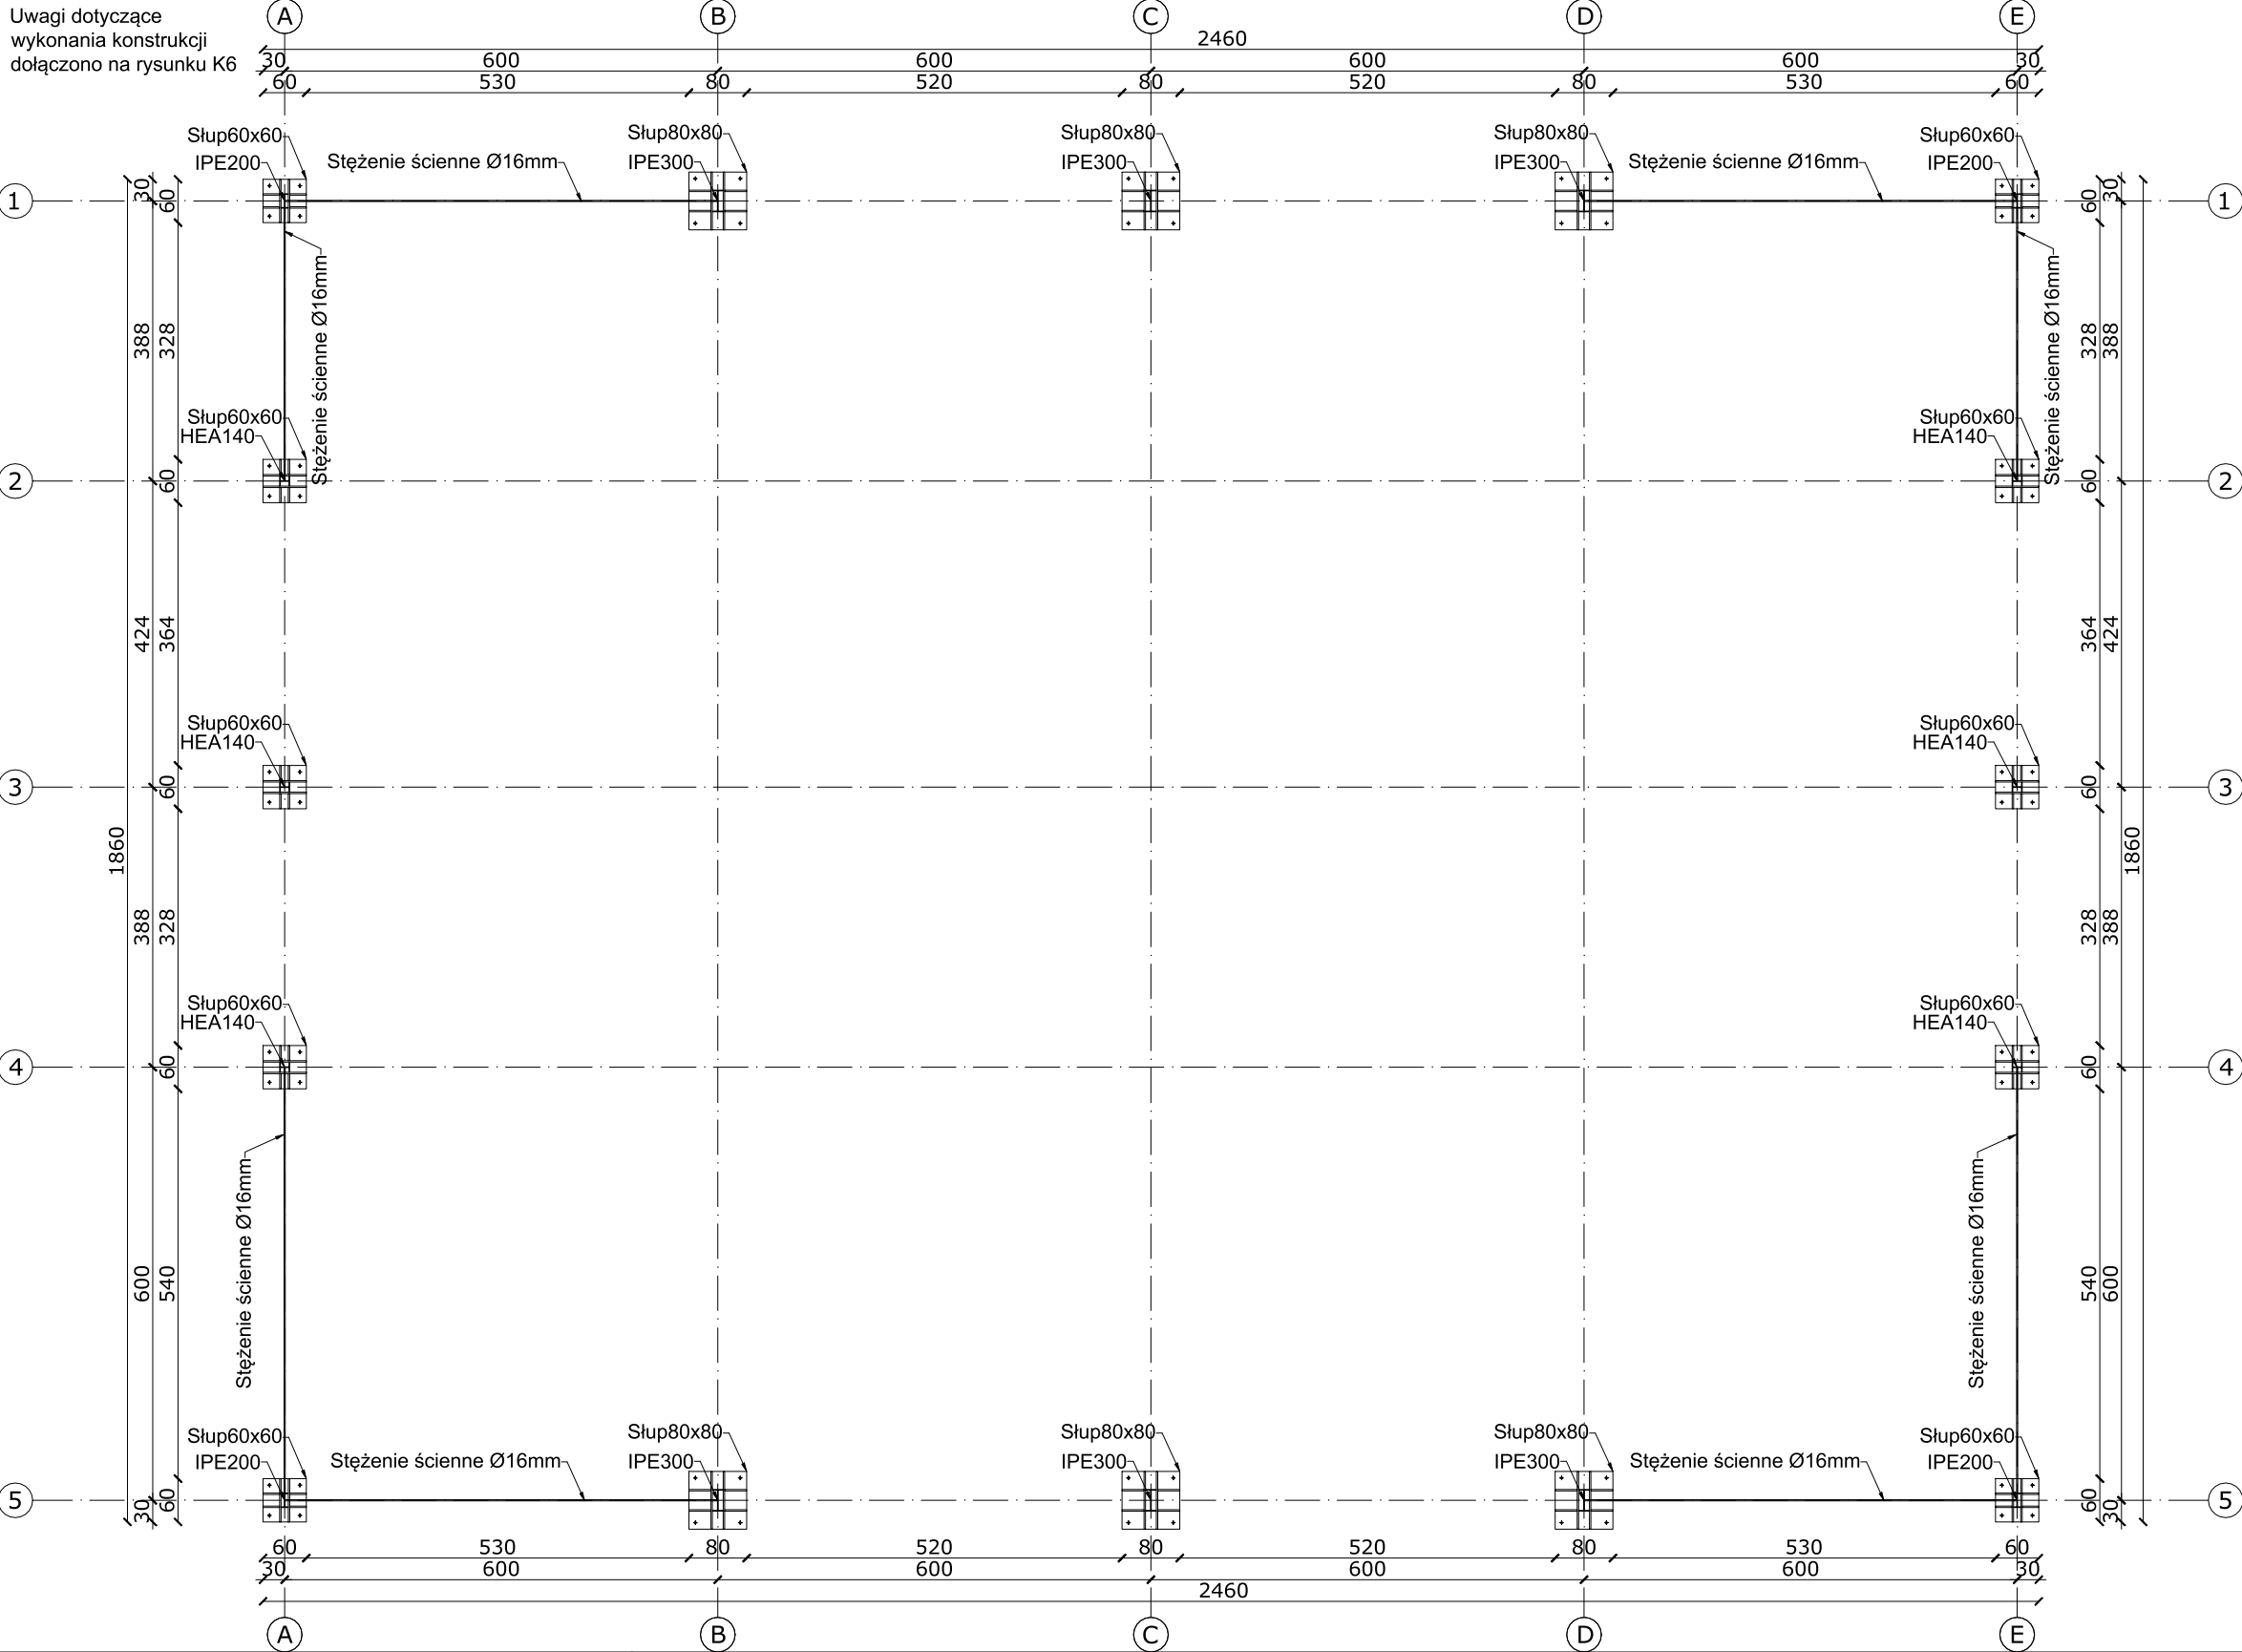 Uwagi dotyczące
wykonania konstrukcji
dołączono na rysunku K6
A
B
C
D
E
2460
30
600
600
600
600
30
60
530
80
520
80
520
80
530
60
Słup60x60
IPE200
Stężenie ścienne Ø16mm
Słup80x80
IPE300
Słup80x80
IPE300
Słup80x80
IPE300
Stężenie ścienne Ø16mm
Słup60x60
IPE200
1
30
60
60
30
1
Stężenie ścienne Ø16mm
Stężenie ścienne Ø16mm
388
328
328
388
Słup60x60
HEA140
Słup60x60
HEA140
2
60
60
2
424
364
364
424
Słup60x60
HEA140
Słup60x60
HEA140
3
60
60
3
1860
1860
388
328
328
388
Słup60x60
HEA140
Słup60x60
HEA140
4
60
60
4
Stężenie ścienne Ø16mm
Stężenie ścienne Ø16mm
600
540
540
600
Słup60x60
IPE200
Stężenie ścienne Ø16mm
Słup80x80
IPE300
Słup80x80
IPE300
Słup80x80
IPE300
Stężenie ścienne Ø16mm
Słup60x60
IPE200
5
30
60
60
30
5
60
530
80
520
80
520
80
530
60
30
600
600
600
600
30
2460
A
B
C
D
E